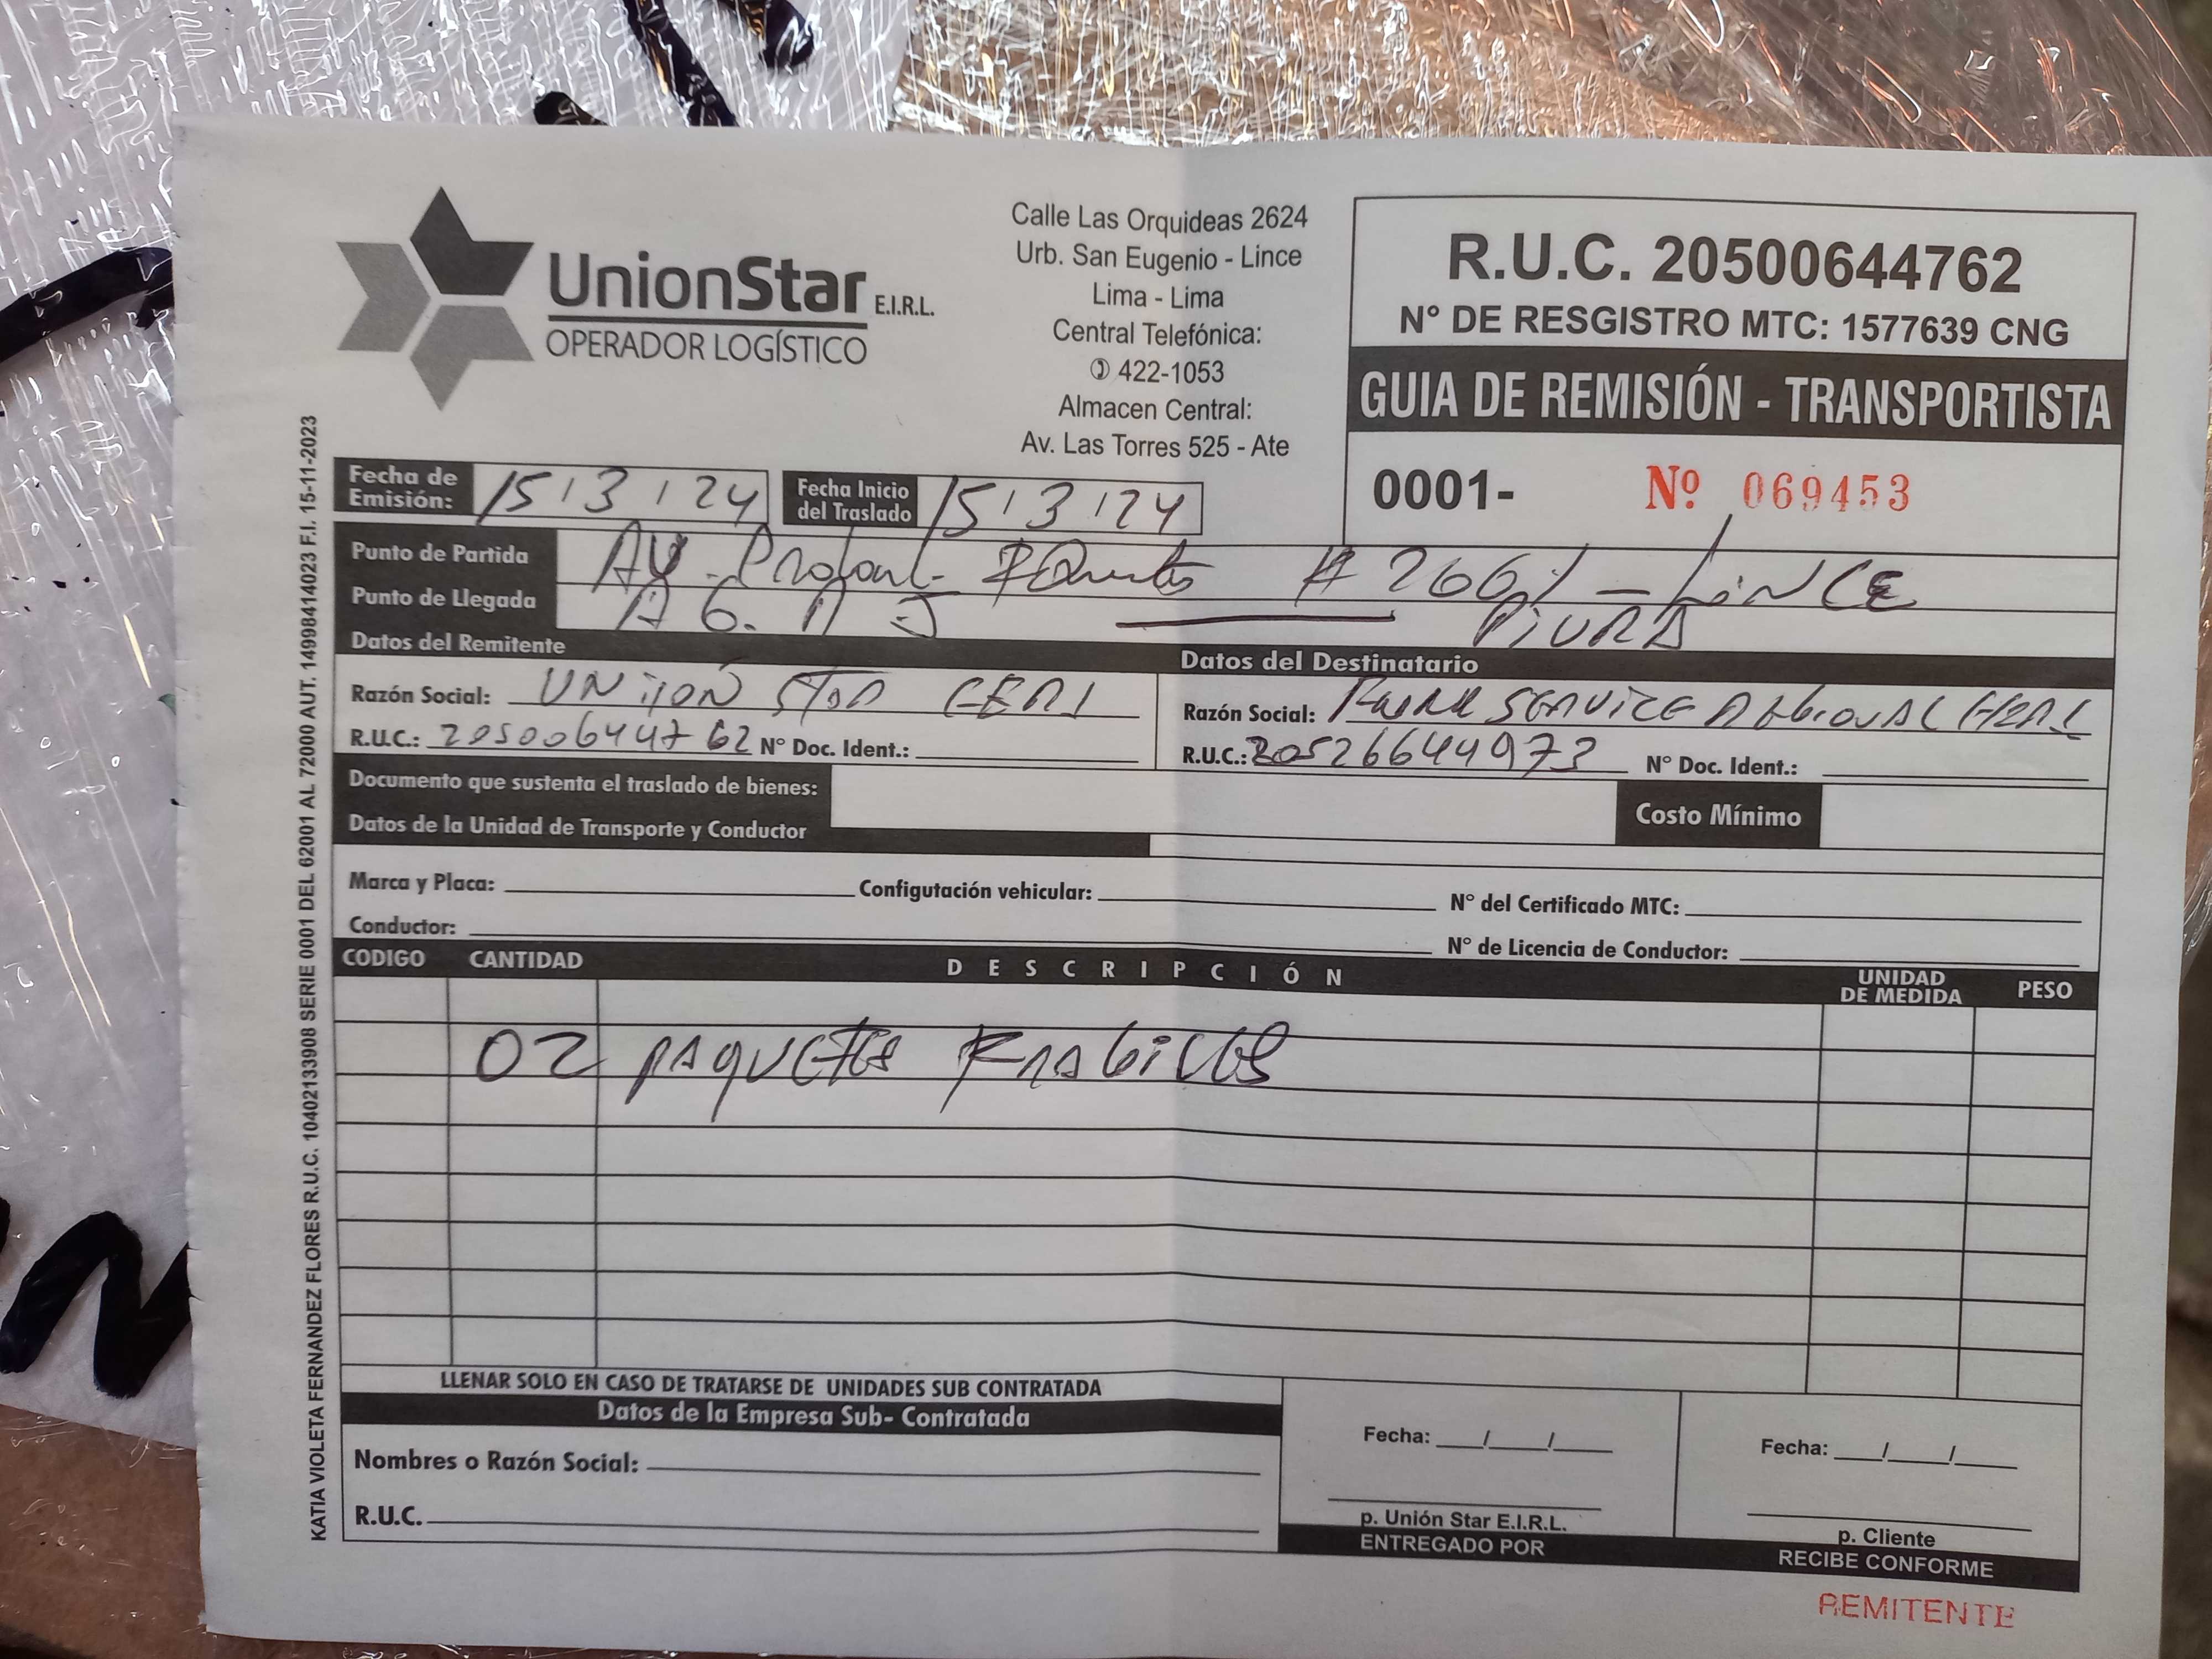 UnionStar E.I.R.L.
OPERADOR LOGÍSTICO
Calle Las Orquideas 2624
Urb. San Eugenio - Lince
Lima - Lima
Central Telefónica:
422-1053
Almacen Central:
Av. Las Torres 525 - Ate
R.U.C. 20500644762
N° DE RESGISTRO MTC: 1577639 CNG
GUIA DE REMISIÓN - TRANSPORTISTA
0001- Nº 069453
Fecha de Emisión: 15 / 3 / 24 Fecha Inicio del Traslado 15 / 3 / 24
Punto de Partida AV. - LINCE
Punto de Llegada PIURA
Datos del Remitente
Razón Social: UNIION STAR
R.U.C.: 20500644762 N° Doc. Ident.:
Datos del Destinatario
Razón Social: SERVICE REGIONAL
R.U.C.: 20526644973 N° Doc. Ident.:
Documento que sustenta el traslado de bienes:
Costo Mínimo
Datos de la Unidad de Transporte y Conductor
Marca y Placa: Configutación vehicular: N° del Certificado MTC:
Conductor: N° de Licencia de Conductor:
CODIGO CANTIDAD DESCRIPCIÓN UNIDAD DE MEDIDA PESO
02 PAQUETES FRAGILES
LLENAR SOLO EN CASO DE TRATARSE DE UNIDADES SUB CONTRATADA
Datos de la Empresa Sub- Contratada
Nombres o Razón Social:
R.U.C.
Fecha: / /
p. Unión Star E.I.R.L.
ENTREGADO POR
Fecha: / /
p. Cliente
RECIBE CONFORME
REMITENTE
KATIA VIOLETA FERNANDEZ FLORES R.U.C. 10402133908 SERIE 0001 DEL 62001 AL 72000 AUT. 14998414023 F.I. 15-11-2023